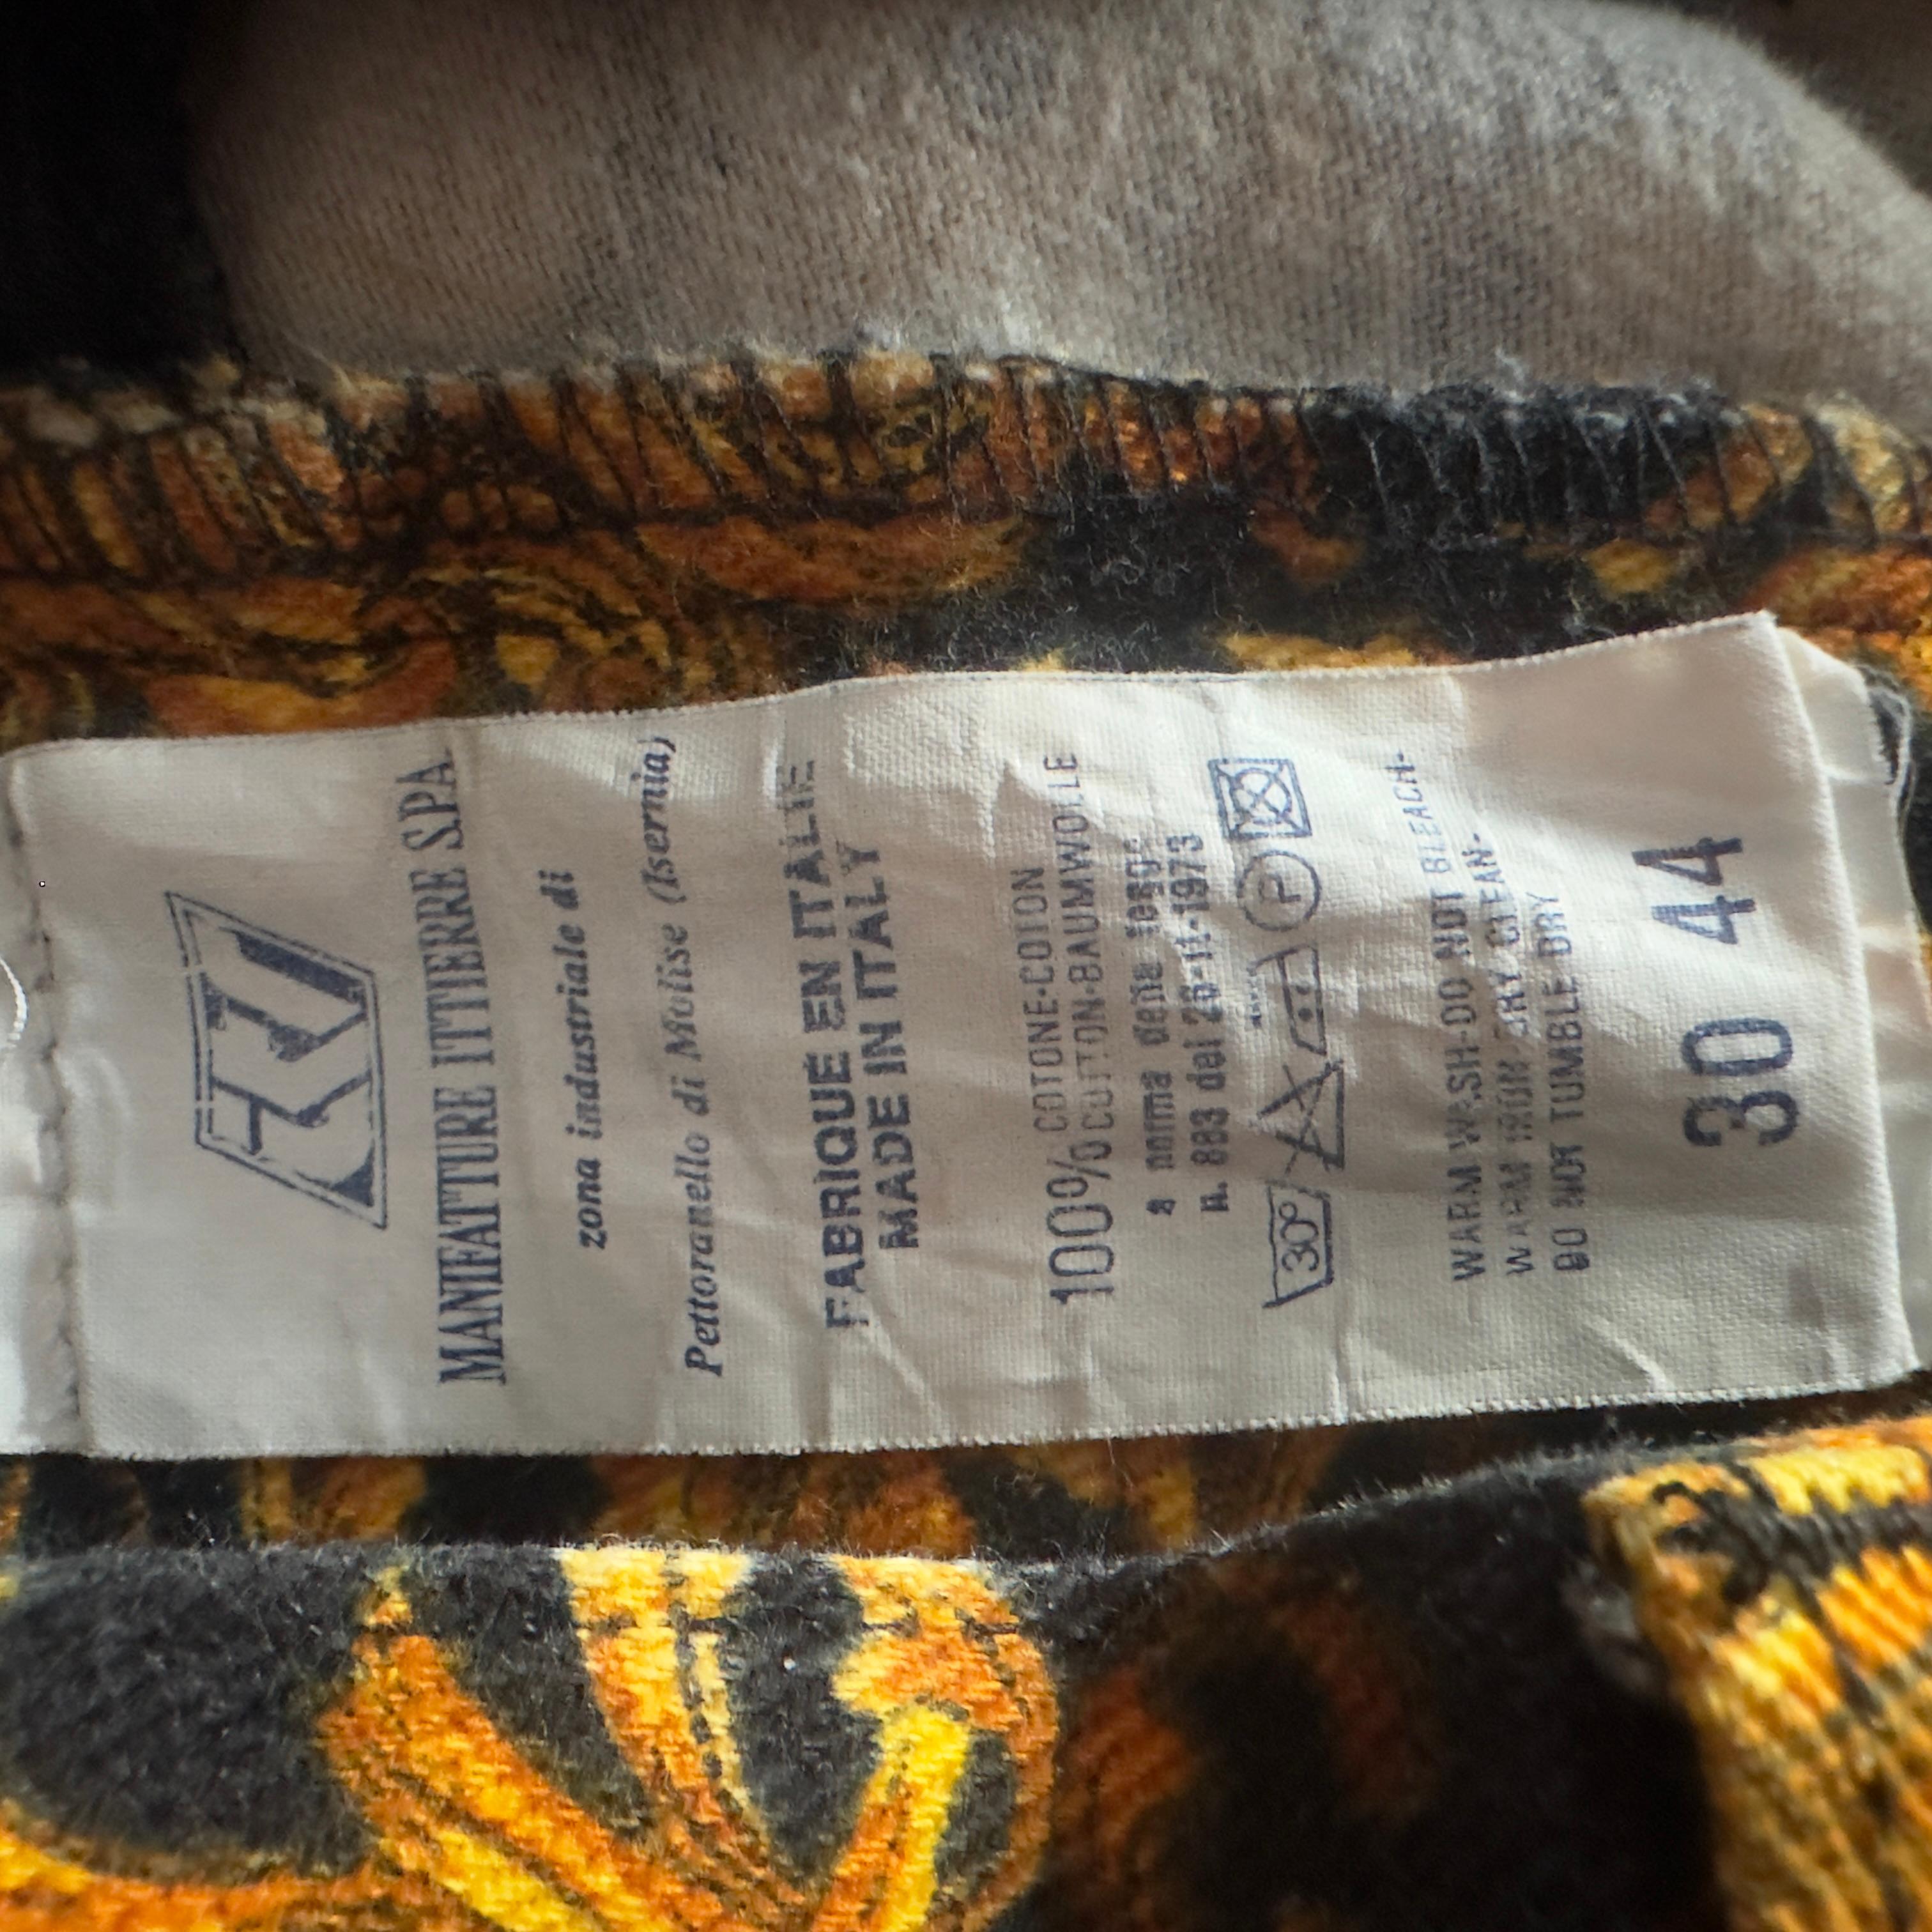 MANIFATTURE ITTIERRE S.P.A.
zona industriale di
Pettoranello di Molise (Isernia)
FABRIQUE EN ITALIE
MADE IN ITALY
100% COTONE-COTON
COTTON-BAUMWOLLE
a norma della legge
n. 883 del 26-11-1973
30° P
WARM WASH-DO NOT BLEACH-
WARM IRON-DRY CLEAN-
DO NOT TUMBLE DRY
30 44